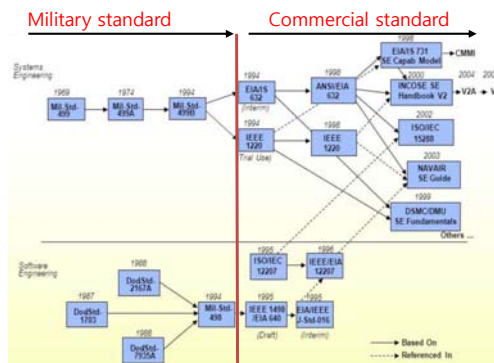 Military standard
Commercial standard
Systems
Engineering
1969
Mil-Std-
499
1974
Mil-Std-
499A
1994
Mil-Std-
499B
1994
EIA/IS
632
(Interim)
1994
IEEE
1220
(Trial Use)
1998
ANSI/EIA
632
1998
IEEE
1220
1998
EIA/IS 731
SE Capab Model
CMMI
2000
INCOSE SE
Handbook V2
2004
V2A
2002
ISO/IEC
15288
2003
NAVAIR
SE Guide
1999
DSMC/DMU
SE Fundamentals
Others ...
Software
Engineering
1988
DodStd-
2167A
1987
DodStd-
1703
1988
DodStd-
7935A
1994
Mil-Std-
498
1995
ISO/IEC
12207
1996
IEEE/EIA
12207
1995
IEEE 1498
/EIA 640
(Draft)
1995
EIA/IEEE
J-Std-016
(Interim)
Based On
Referenced In